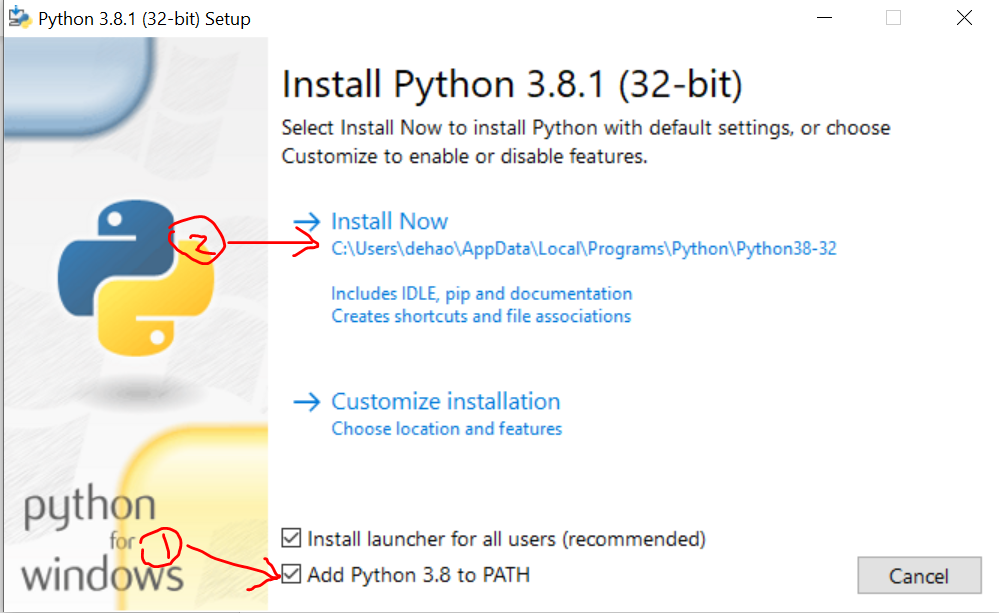 Python 3.8.1 (32-bit) Setup
Install Python 3.8.1 (32-bit)
Select Install Now to install Python with default settings, or choose
Customize to enable or disable features.
2
Install Now
C:\Users\dehao\AppData\Local\Programs\Python\Python38-32
Includes IDLE, pip and documentation
Creates shortcuts and file associations
Customize installation
Choose location and features
python
for
windows
1
Install launcher for all users (recommended)
Add Python 3.8 to PATH
Cancel